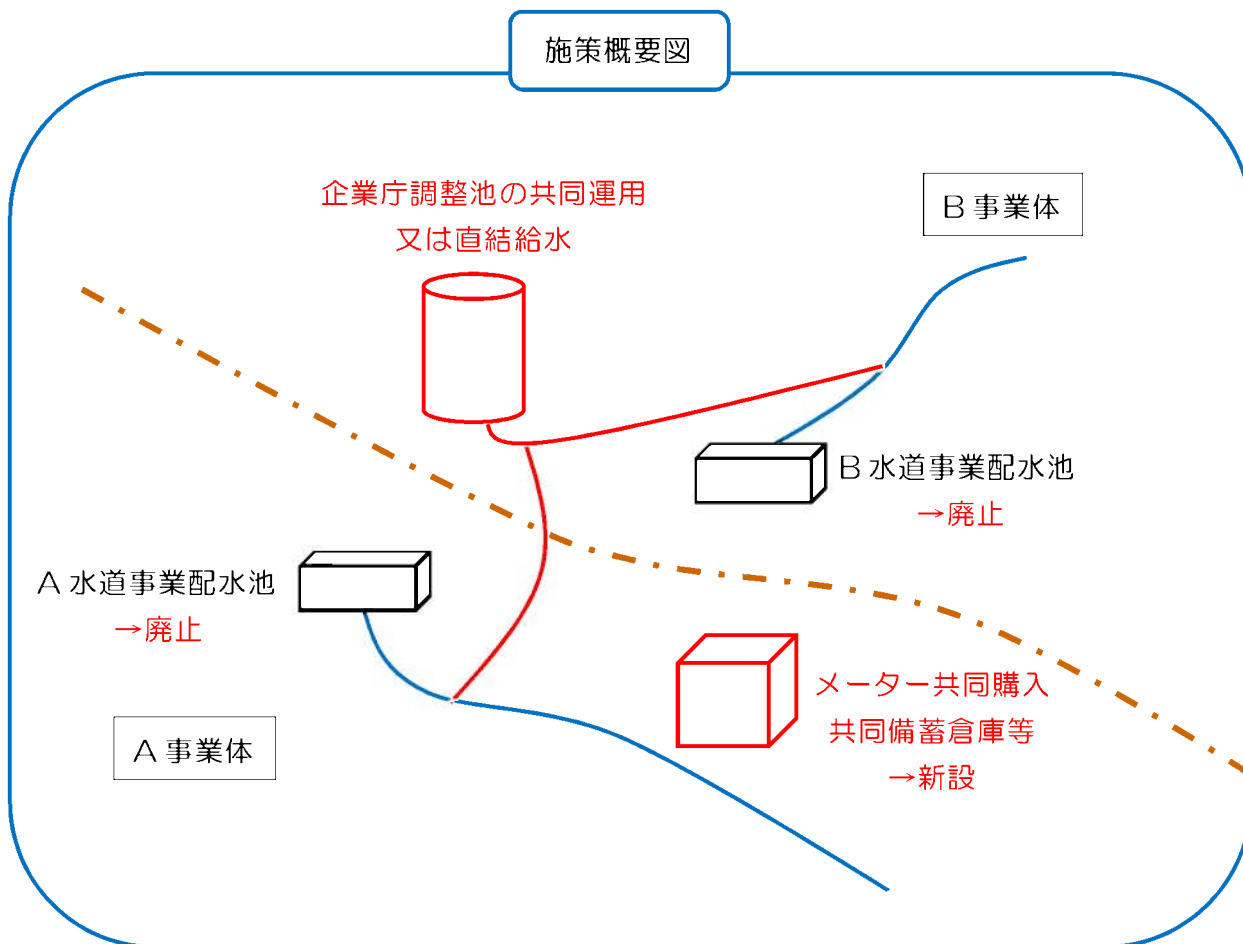 施策概要図
企業庁調整池の共同運用
又は直結給水
B 事業体
B 水道事業配水池
→廃止
A 水道事業配水池
→廃止
A 事業体
メーター共同購入
共同備蓄倉庫等
→新設